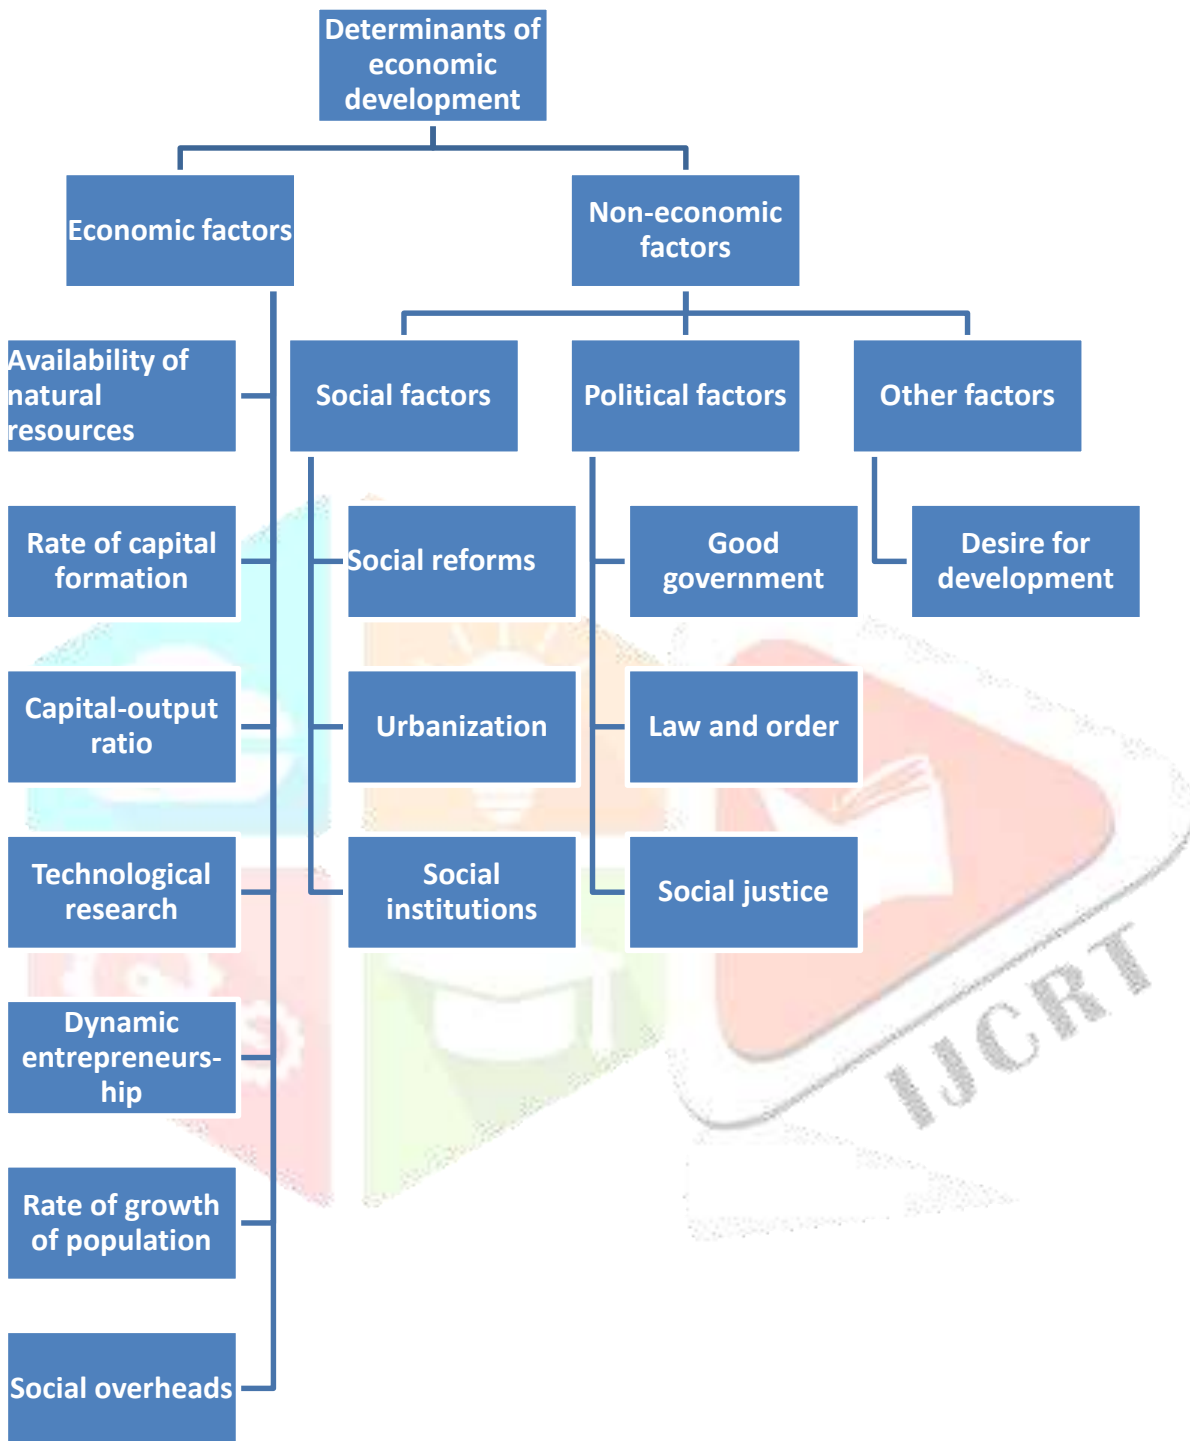 Determinants of
economic
development
Economic factors
Non-economic
factors
Availability of
natural
resources
Social factors
Political factors
Other factors
Rate of capital
formation
Social reforms
Good
government
Desire for
development
Capital-output
ratio
Urbanization
Law and order
Technological
research
Social
institutions
Social justice
Dynamic
entrepreneurs-
hip
Rate of growth
of population
Social overheads
IJCRT